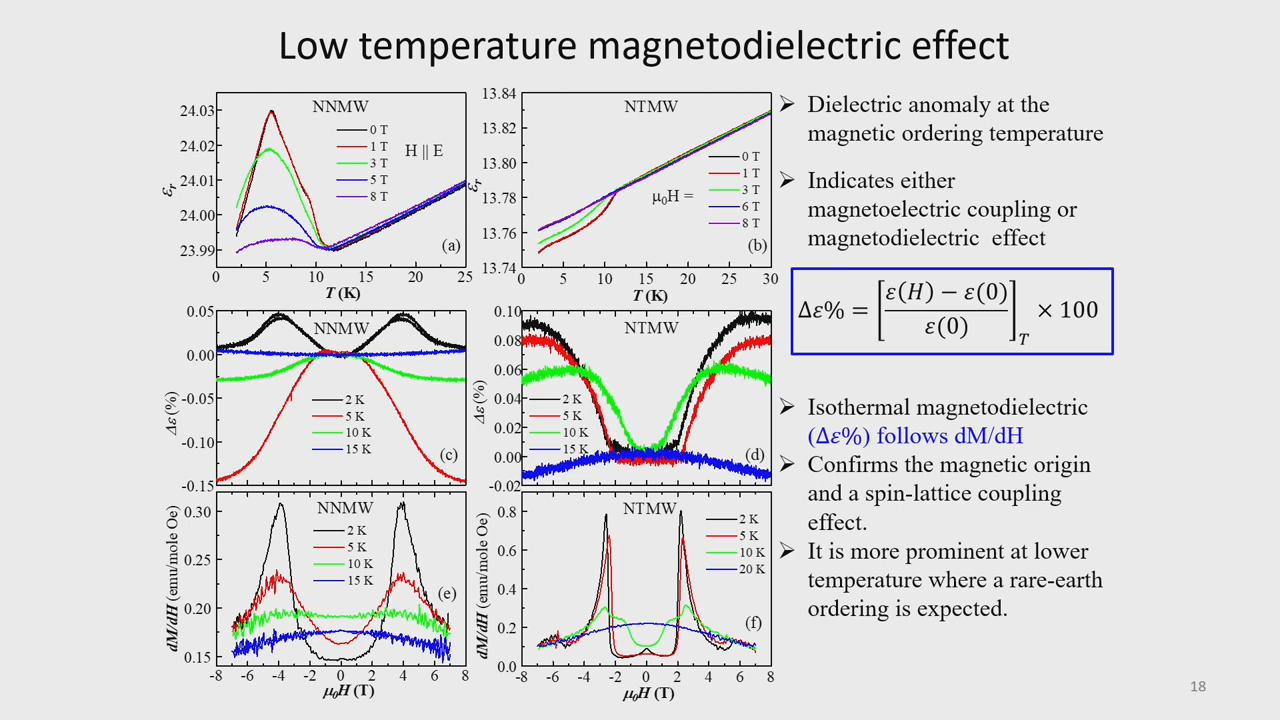 Low temperature magnetodielectric effect
24.03
24.02
24.01
24.00
23.99
εr
NNMW
0 T
1 T
3 T
5 T
8 T
H || E
(a)
0 5 10 15 20 25
T (K)
13.84
13.82
13.80
13.78
13.76
13.74
εr
NTMW
μ0H =
0 T
1 T
3 T
6 T
8 T
(b)
0 5 10 15 20 25 30
T (K)
0.05
0.00
-0.05
-0.10
-0.15
Δε (%)
NNMW
2 K
5 K
10 K
15 K
(c)
0.10
0.08
0.06
0.04
0.02
0.00
-0.02
Δε (%)
NTMW
2 K
5 K
10 K
15 K
(d)
0.30
0.25
0.20
0.15
dM/dH (emu/mole Oe)
NNMW
2 K
5 K
10 K
15 K
(e)
-8 -6 -4 -2 0 2 4 6 8
μ0H (T)
0.8
0.6
0.4
0.2
0.0
dM/dH (emu/mole Oe)
NTMW
2 K
5 K
10 K
20 K
(f)
-8 -6 -4 -2 0 2 4 6 8
μ0H (T)
➢ Dielectric anomaly at the
magnetic ordering temperature
➢ Indicates either
magnetoelectric coupling or
magnetodielectric effect
Δε% = [ε(H) − ε(0) / ε(0)]T × 100
➢ Isothermal magnetodielectric
(Δε%) follows dM/dH
➢ Confirms the magnetic origin
and a spin-lattice coupling
effect.
➢ It is more prominent at lower
temperature where a rare-earth
ordering is expected.
18